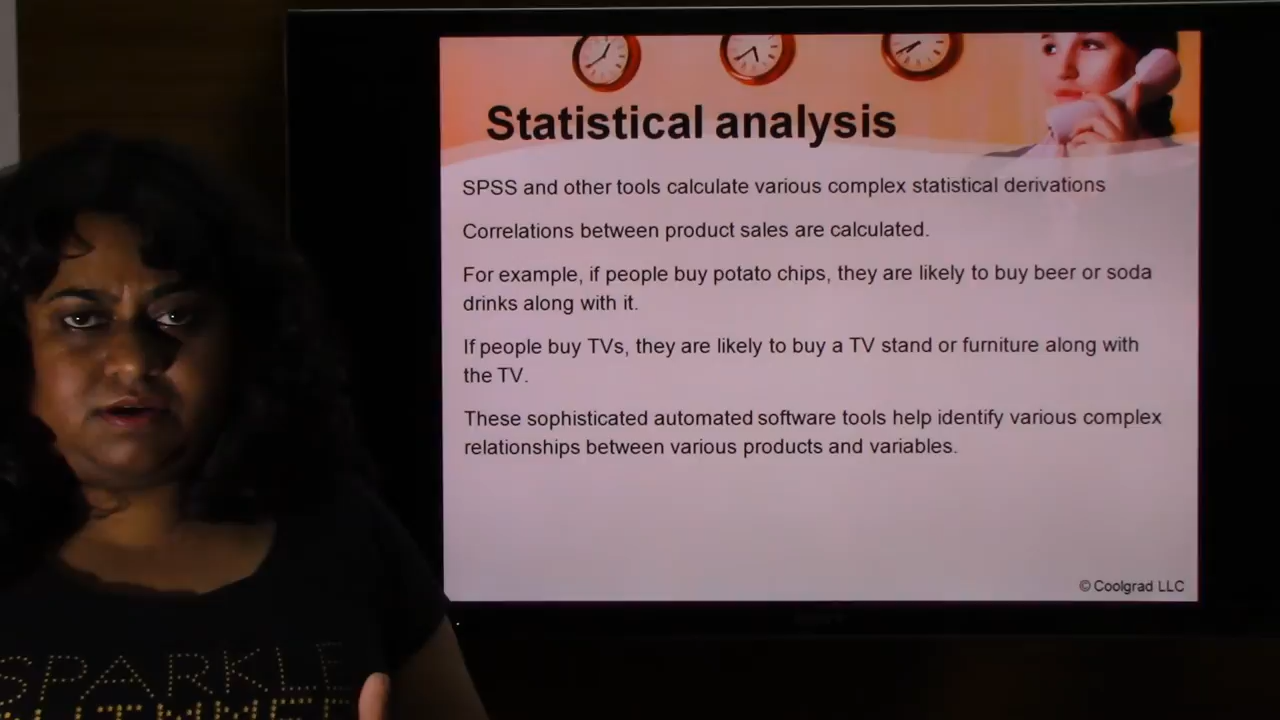 Statistical analysis
SPSS and other tools calculate various complex statistical derivations
Correlations between product sales are calculated.
For example, if people buy potato chips, they are likely to buy beer or soda
drinks along with it.
If people buy TVs, they are likely to buy a TV stand or furniture along with
the TV.
These sophisticated automated software tools help identify various complex
relationships between various products and variables.
© Coolgrad LLC
SPARKLE